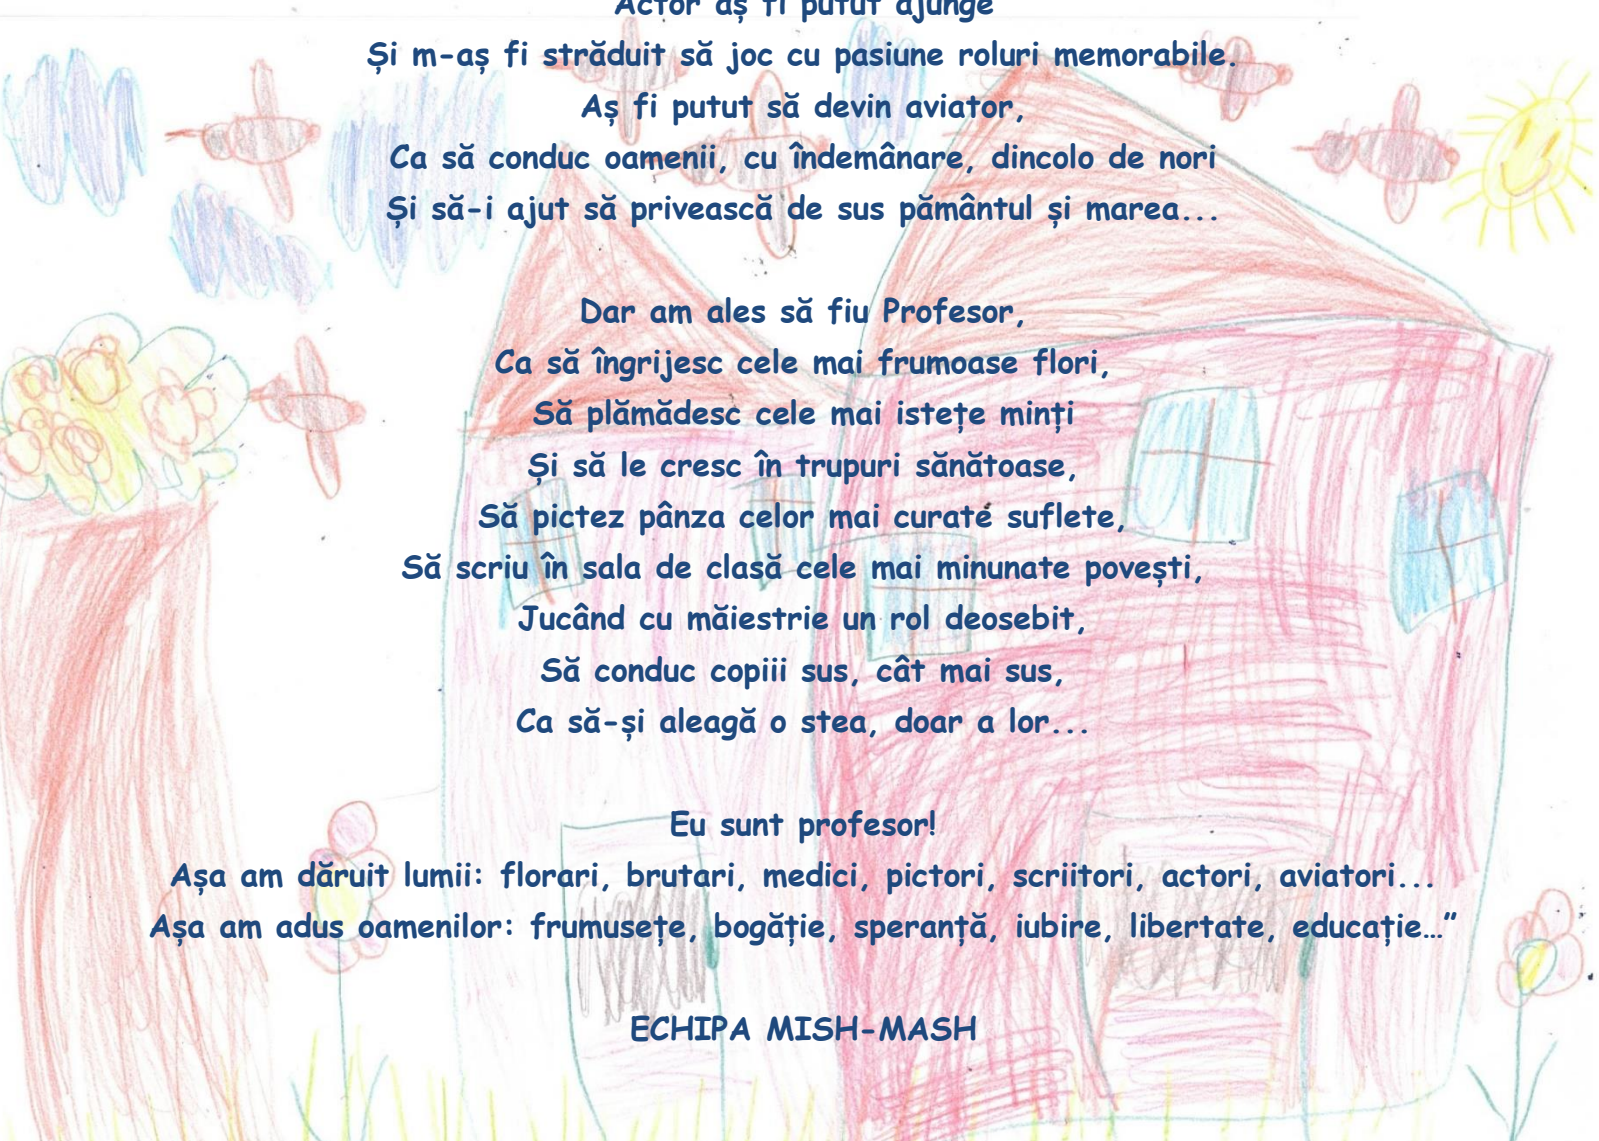 Actor aș fi putut ajunge
Și m-aș fi străduit să joc cu pasiune roluri memorabile.
Aș fi putut să devin aviator,
Ca să conduc oamenii, cu îndemânare, dincolo de nori
Și să-i ajut să privească de sus pământul și marea...
Dar am ales să fiu Profesor,
Ca să îngrijesc cele mai frumoase flori,
Să plămădesc cele mai istețe minți
Și să le cresc în trupuri sănătoase,
Să pictez pânza celor mai curate suflete,
Să scriu în sala de clasă cele mai minunate povești,
Jucând cu măiestrie un rol deosebit,
Să conduc copiii sus, cât mai sus,
Ca să-și aleagă o stea, doar a lor...
Eu sunt profesor!
Așa am dăruit lumii: florari, brutari, medici, pictori, scriitori, actori, aviatori...
Așa am adus oamenilor: frumusețe, bogăție, speranță, iubire, libertate, educație…”
ECHIPA MISH-MASH